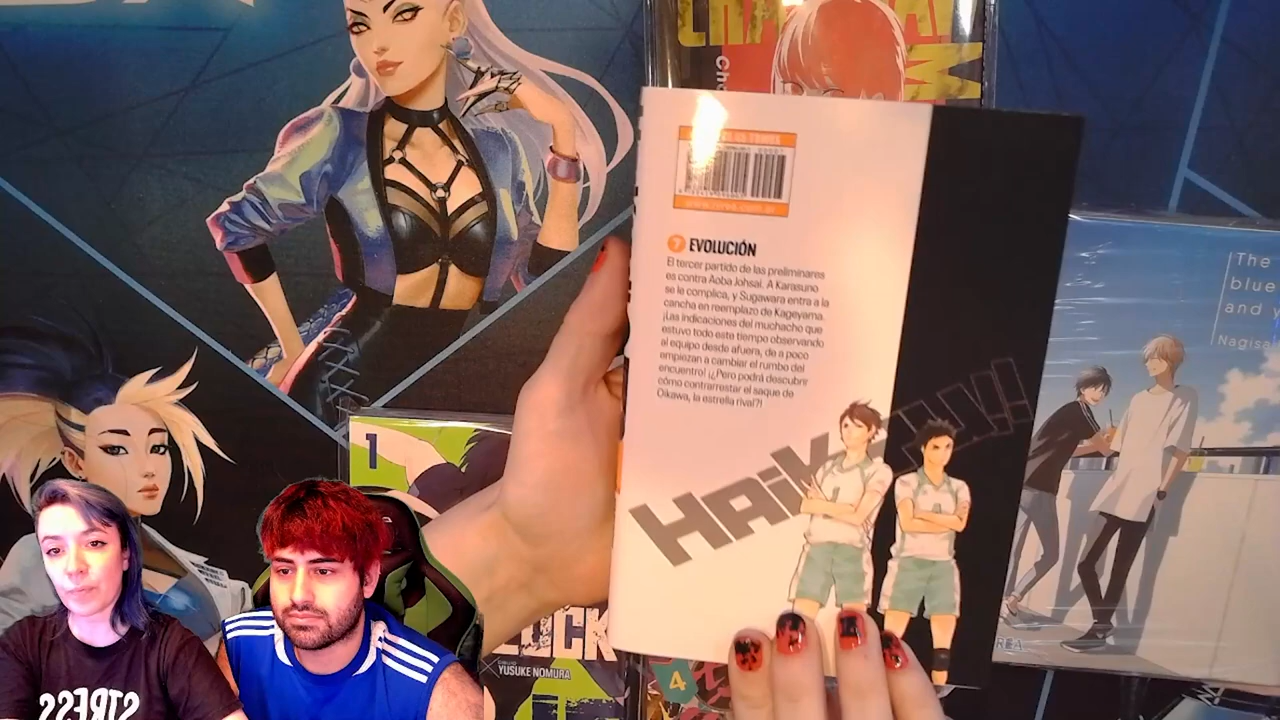 7 EVOLUCIÓN
El tercer partido de las preliminares
es contra Aoba Johsai. A Karasuno
se le complica, y Sugawara entra a la
cancha en reemplazo de Kageyama.
¡Las indicaciones del muchacho que
estuvo todo este tiempo observando
al equipo desde afuera, de a poco
empiezan a cambiar el rumbo del
encuentro! ¡¿Pero podrá descubrir
cómo contrarrestar el saque de
Oikawa, la estrella rival?!
The
blue
and y
Nagisa
1
LOCK
DIBUJO
YUSUKE NOMURA
4
STRESS